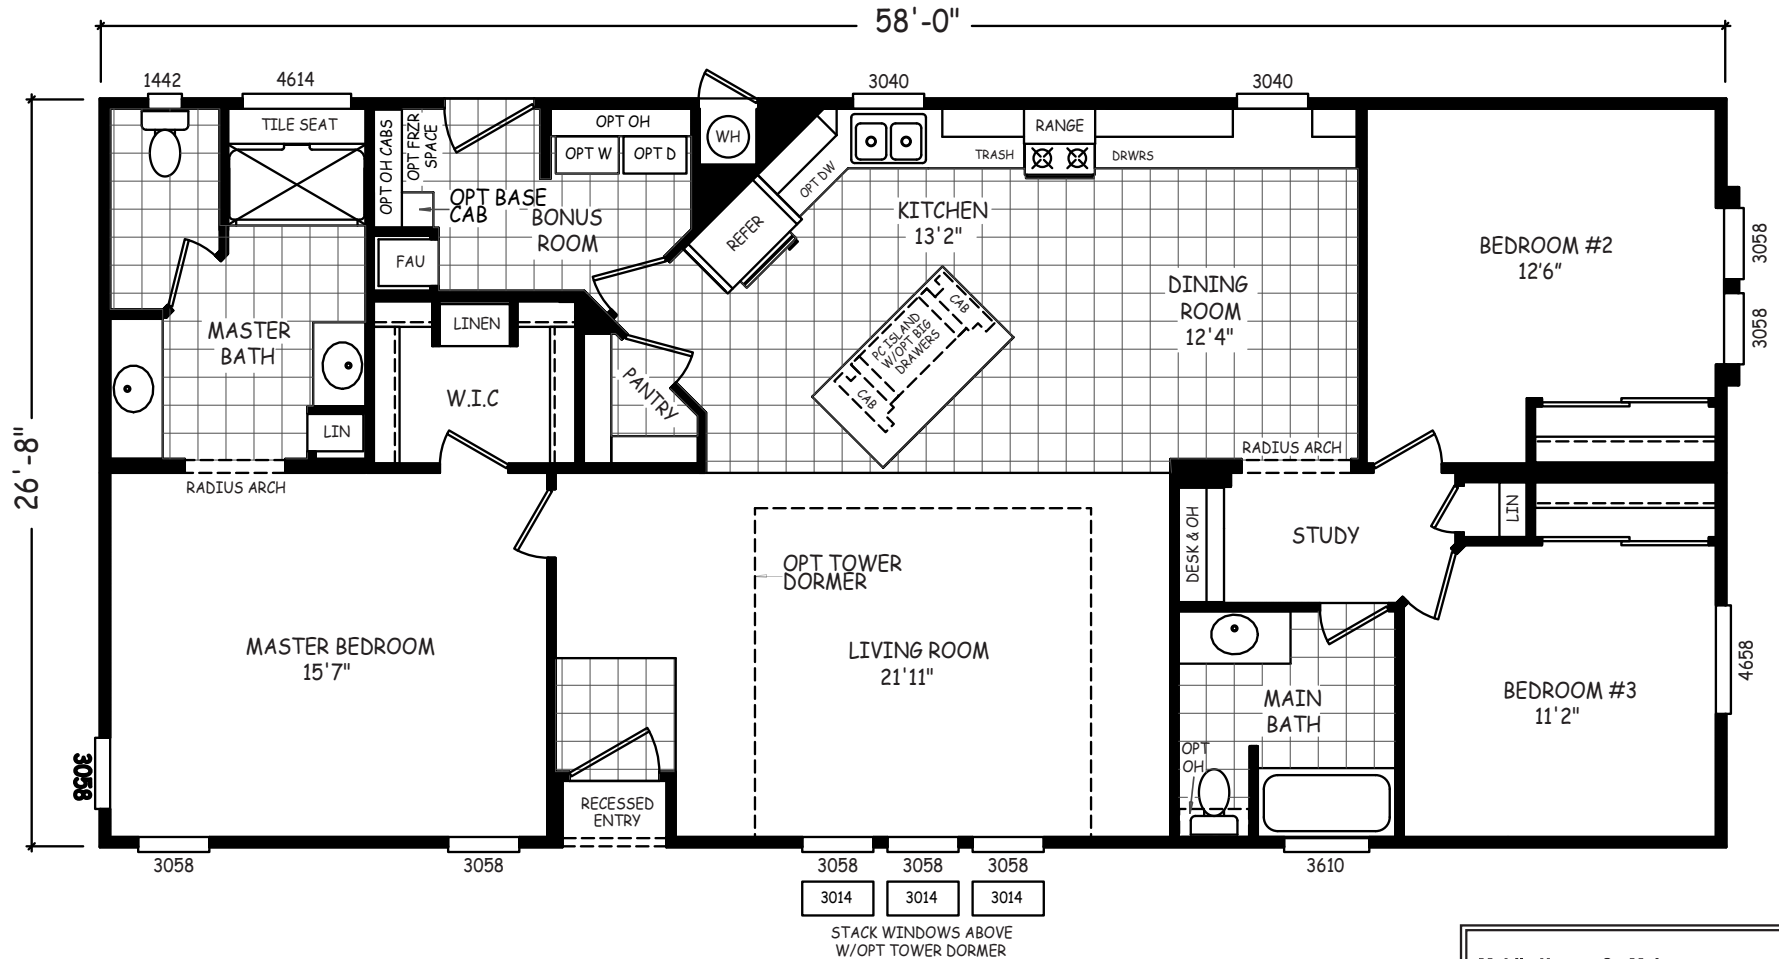 58'-0"
1442
4614
3040
3040
TILE SEAT
OPT OH CABS
OPT FRZR
SPACE
OPT OH
OPT W
OPT D
WH
RANGE
TRASH
DRWRS
OPT DW
REFER
OPT BASE
CAB
BONUS
ROOM
KITCHEN
13'2"
BEDROOM #2
12'6"
3058
3058
FAU
DINING
ROOM
12'4"
MASTER
BATH
LINEN
CAB
PC ISLAND
W/OPT BIG
DRAWERS
CAB
PANTRY
W.I.C
LIN
26'-8"
RADIUS ARCH
RADIUS ARCH
DESK & OH
STUDY
LIN
OPT TOWER
DORMER
MASTER BEDROOM
15'7"
LIVING ROOM
21'11"
MAIN
BATH
BEDROOM #3
11'2"
4658
OPT
OH
3058
RECESSED
ENTRY
3058
3058
3058
3058
3058
3610
3014
3014
3014
STACK WINDOWS ABOVE
W/OPT TOWER DORMER